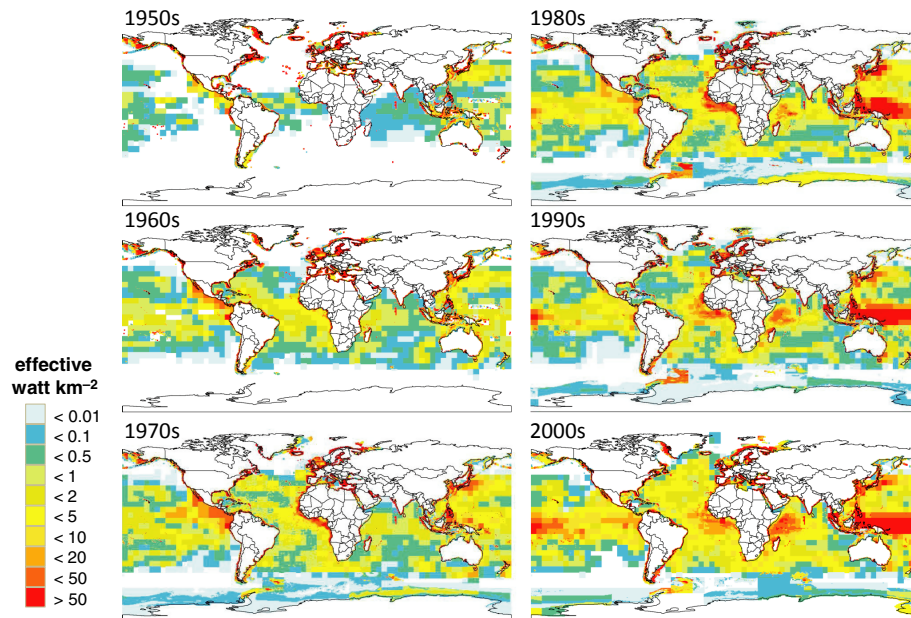 1950s
1980s
1960s
1990s
1970s
2000s
effective
watt km⁻²
< 0.01
< 0.1
< 0.5
< 1
< 2
< 5
< 10
< 20
< 50
> 50